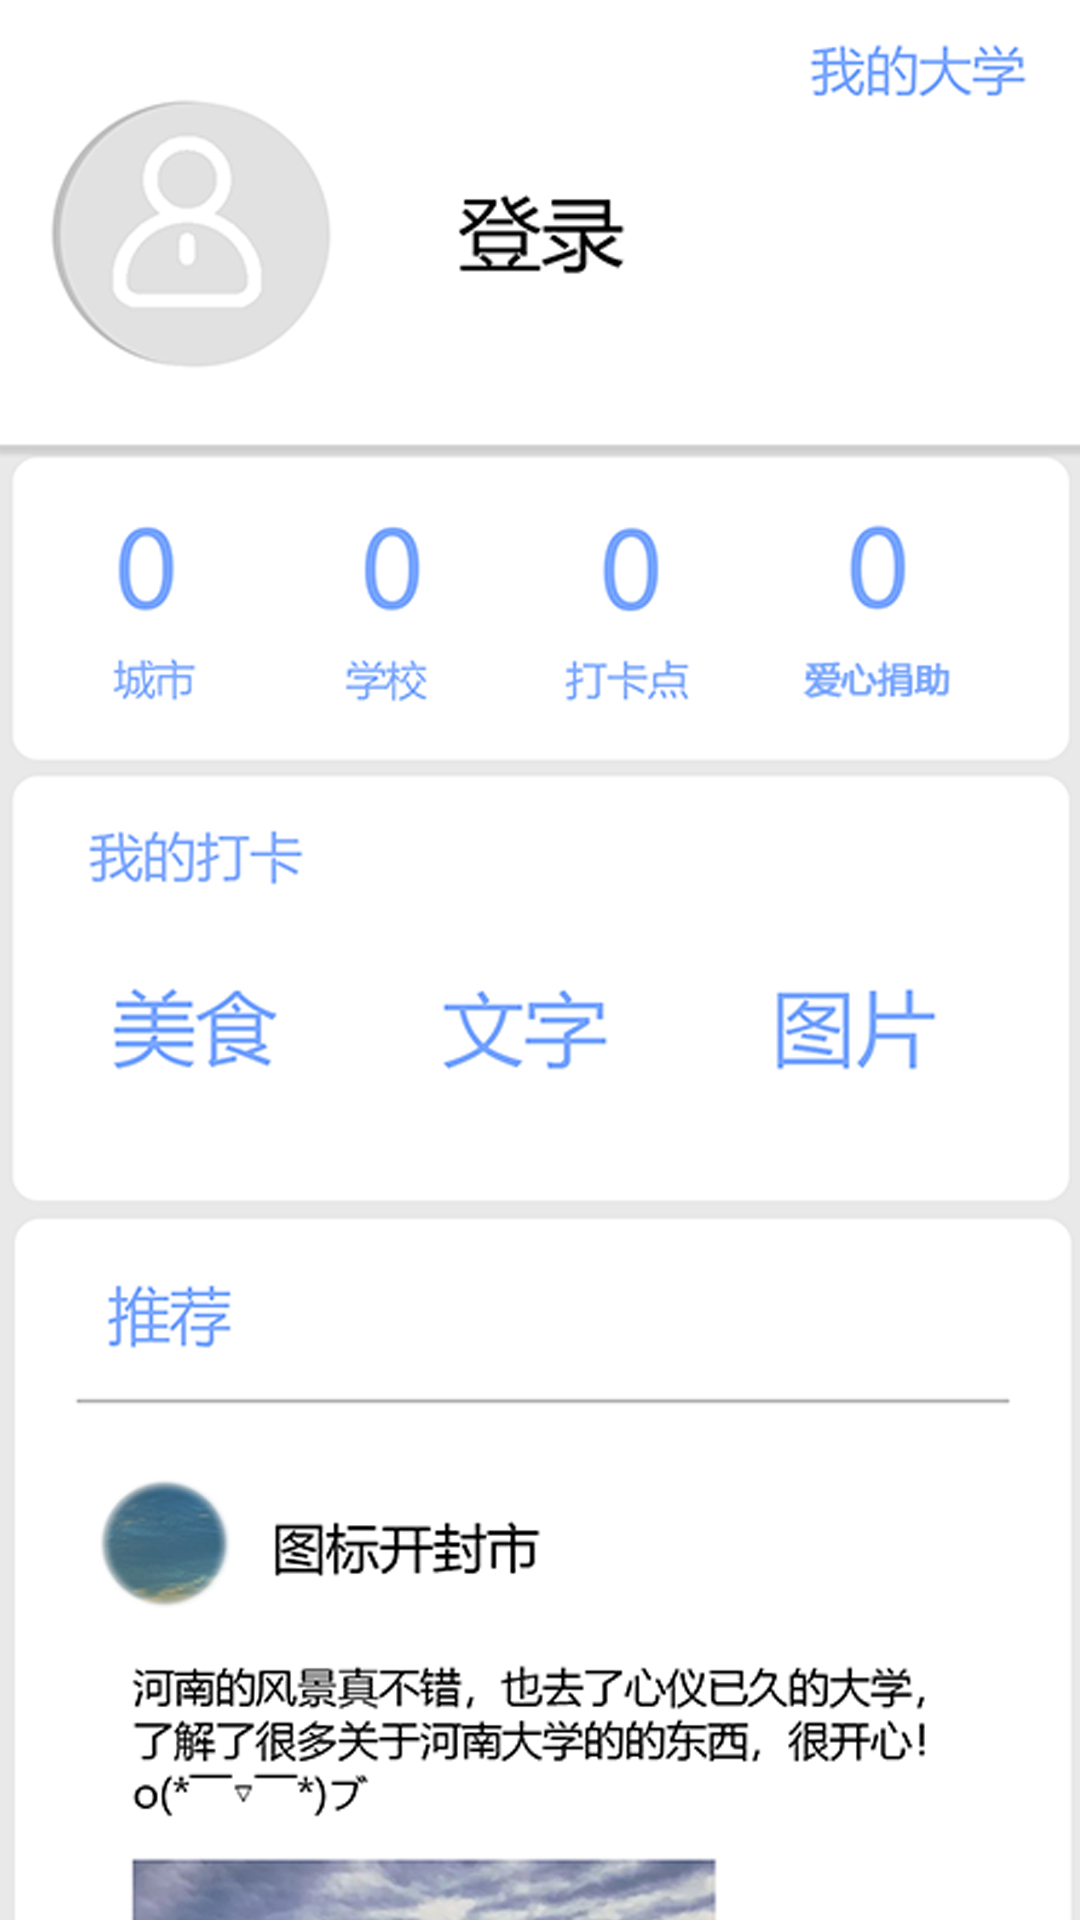 我的大学
登录
0 0 0 0
城市 学校 打卡点 爱心捐助
我的打卡
美食 文字 图片
推荐
图标开封市
河南的风景真不错，也去了心仪已久的大学，
了解了很多关于河南大学的的东西，很开心！
o(*￣▽￣*)ブ